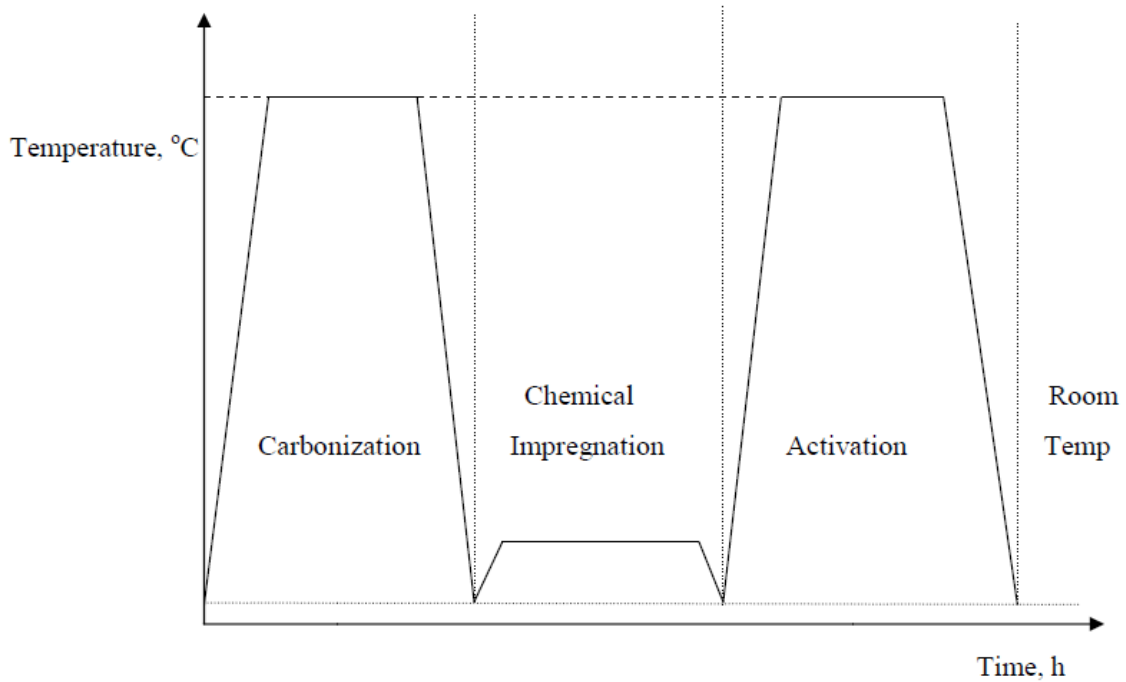 Temperature, °C
Chemical
Impregnation
Carbonization
Activation
Room
Temp
Time, h